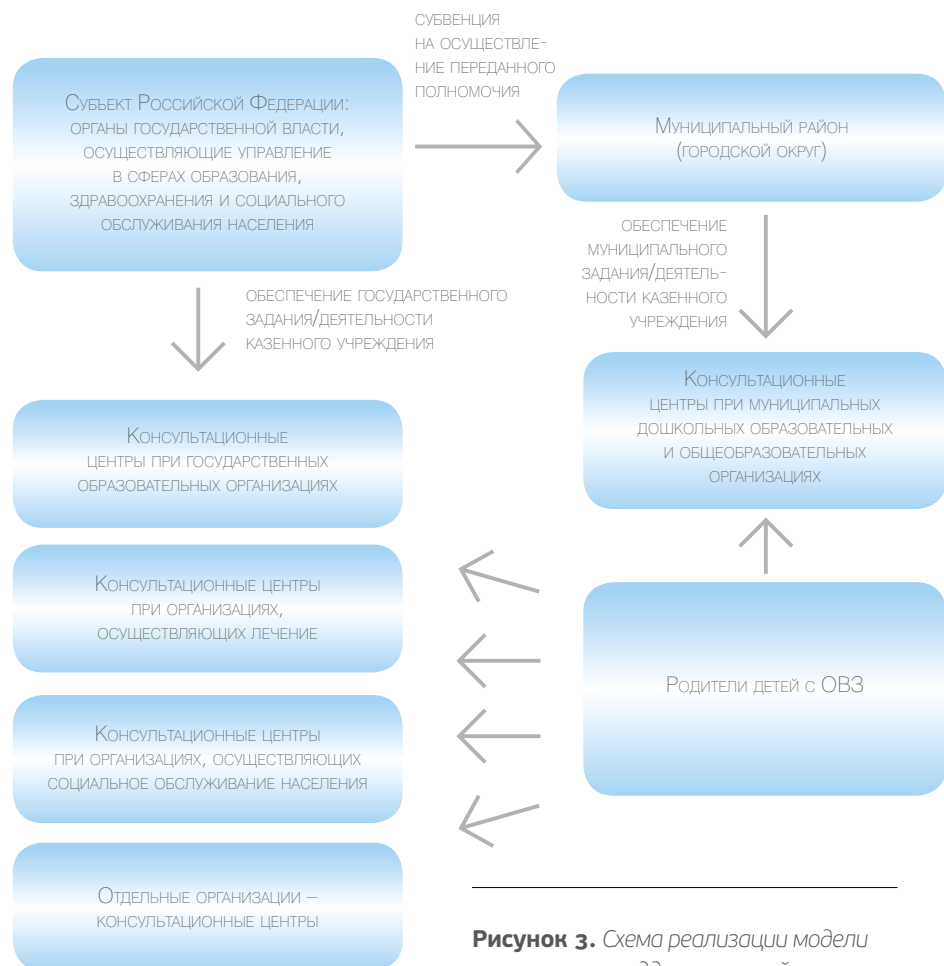 СУБВЕНЦИЯ
НА ОСУЩЕСТВЛЕ-
НИЕ ПЕРЕДАННОГО
ПОЛНОМОЧИЯ
СУБЪЕКТ РОССИЙСКОЙ ФЕДЕРАЦИИ:
ОРГАНЫ ГОСУДАРСТВЕННОЙ ВЛАСТИ,
ОСУЩЕСТВЛЯЮЩИЕ УПРАВЛЕНИЕ
В СФЕРАХ ОБРАЗОВАНИЯ,
ЗДРАВООХРАНЕНИЯ И СОЦИАЛЬНОГО
ОБСЛУЖИВАНИЯ НАСЕЛЕНИЯ
МУНИЦИПАЛЬНЫЙ РАЙОН
(ГОРОДСКОЙ ОКРУГ)
ОБЕСПЕЧЕНИЕ
МУНИЦИПАЛЬНОГО
ЗАДАНИЯ/ДЕЯТЕЛЬ-
НОСТИ КАЗЕННОГО
УЧРЕЖДЕНИЯ
ОБЕСПЕЧЕНИЕ ГОСУДАРСТВЕННОГО
ЗАДАНИЯ/ДЕЯТЕЛЬНОСТИ
КАЗЕННОГО УЧРЕЖДЕНИЯ
КОНСУЛЬТАЦИОННЫЕ
ЦЕНТРЫ ПРИ МУНИЦИПАЛЬНЫХ
ДОШКОЛЬНЫХ ОБРАЗОВАТЕЛЬНЫХ
И ОБЩЕОБРАЗОВАТЕЛЬНЫХ
ОРГАНИЗАЦИЯХ
КОНСУЛЬТАЦИОННЫЕ
ЦЕНТРЫ ПРИ ГОСУДАРСТВЕННЫХ
ОБРАЗОВАТЕЛЬНЫХ ОРГАНИЗАЦИЯХ
КОНСУЛЬТАЦИОННЫЕ ЦЕНТРЫ
ПРИ ОРГАНИЗАЦИЯХ,
ОСУЩЕСТВЛЯЮЩИХ ЛЕЧЕНИЕ
РОДИТЕЛИ ДЕТЕЙ С ОВЗ
КОНСУЛЬТАЦИОННЫЕ ЦЕНТРЫ
ПРИ ОРГАНИЗАЦИЯХ, ОСУЩЕСТВЛЯЮЩИХ
СОЦИАЛЬНОЕ ОБСЛУЖИВАНИЕ НАСЕЛЕНИЯ
ОТДЕЛЬНЫЕ ОРГАНИЗАЦИИ –
КОНСУЛЬТАЦИОННЫЕ ЦЕНТРЫ
Рисунок 3. Схема реализации модели